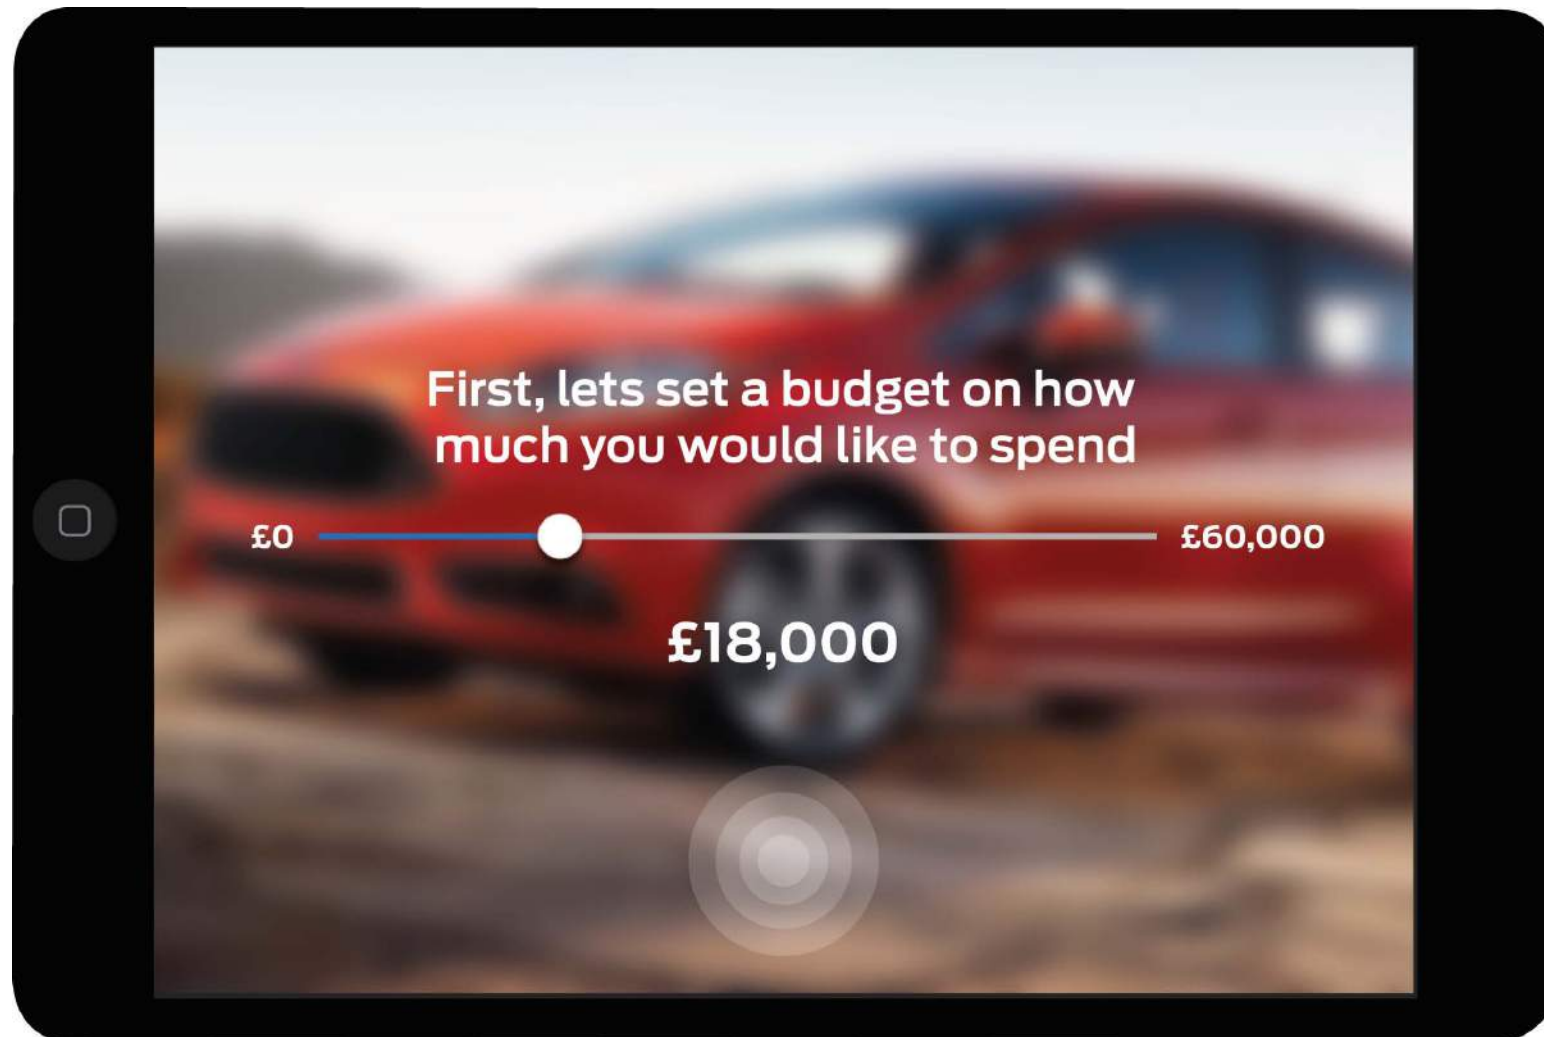 First, lets set a budget on how
much you would like to spend
£0 £60,000
£18,000